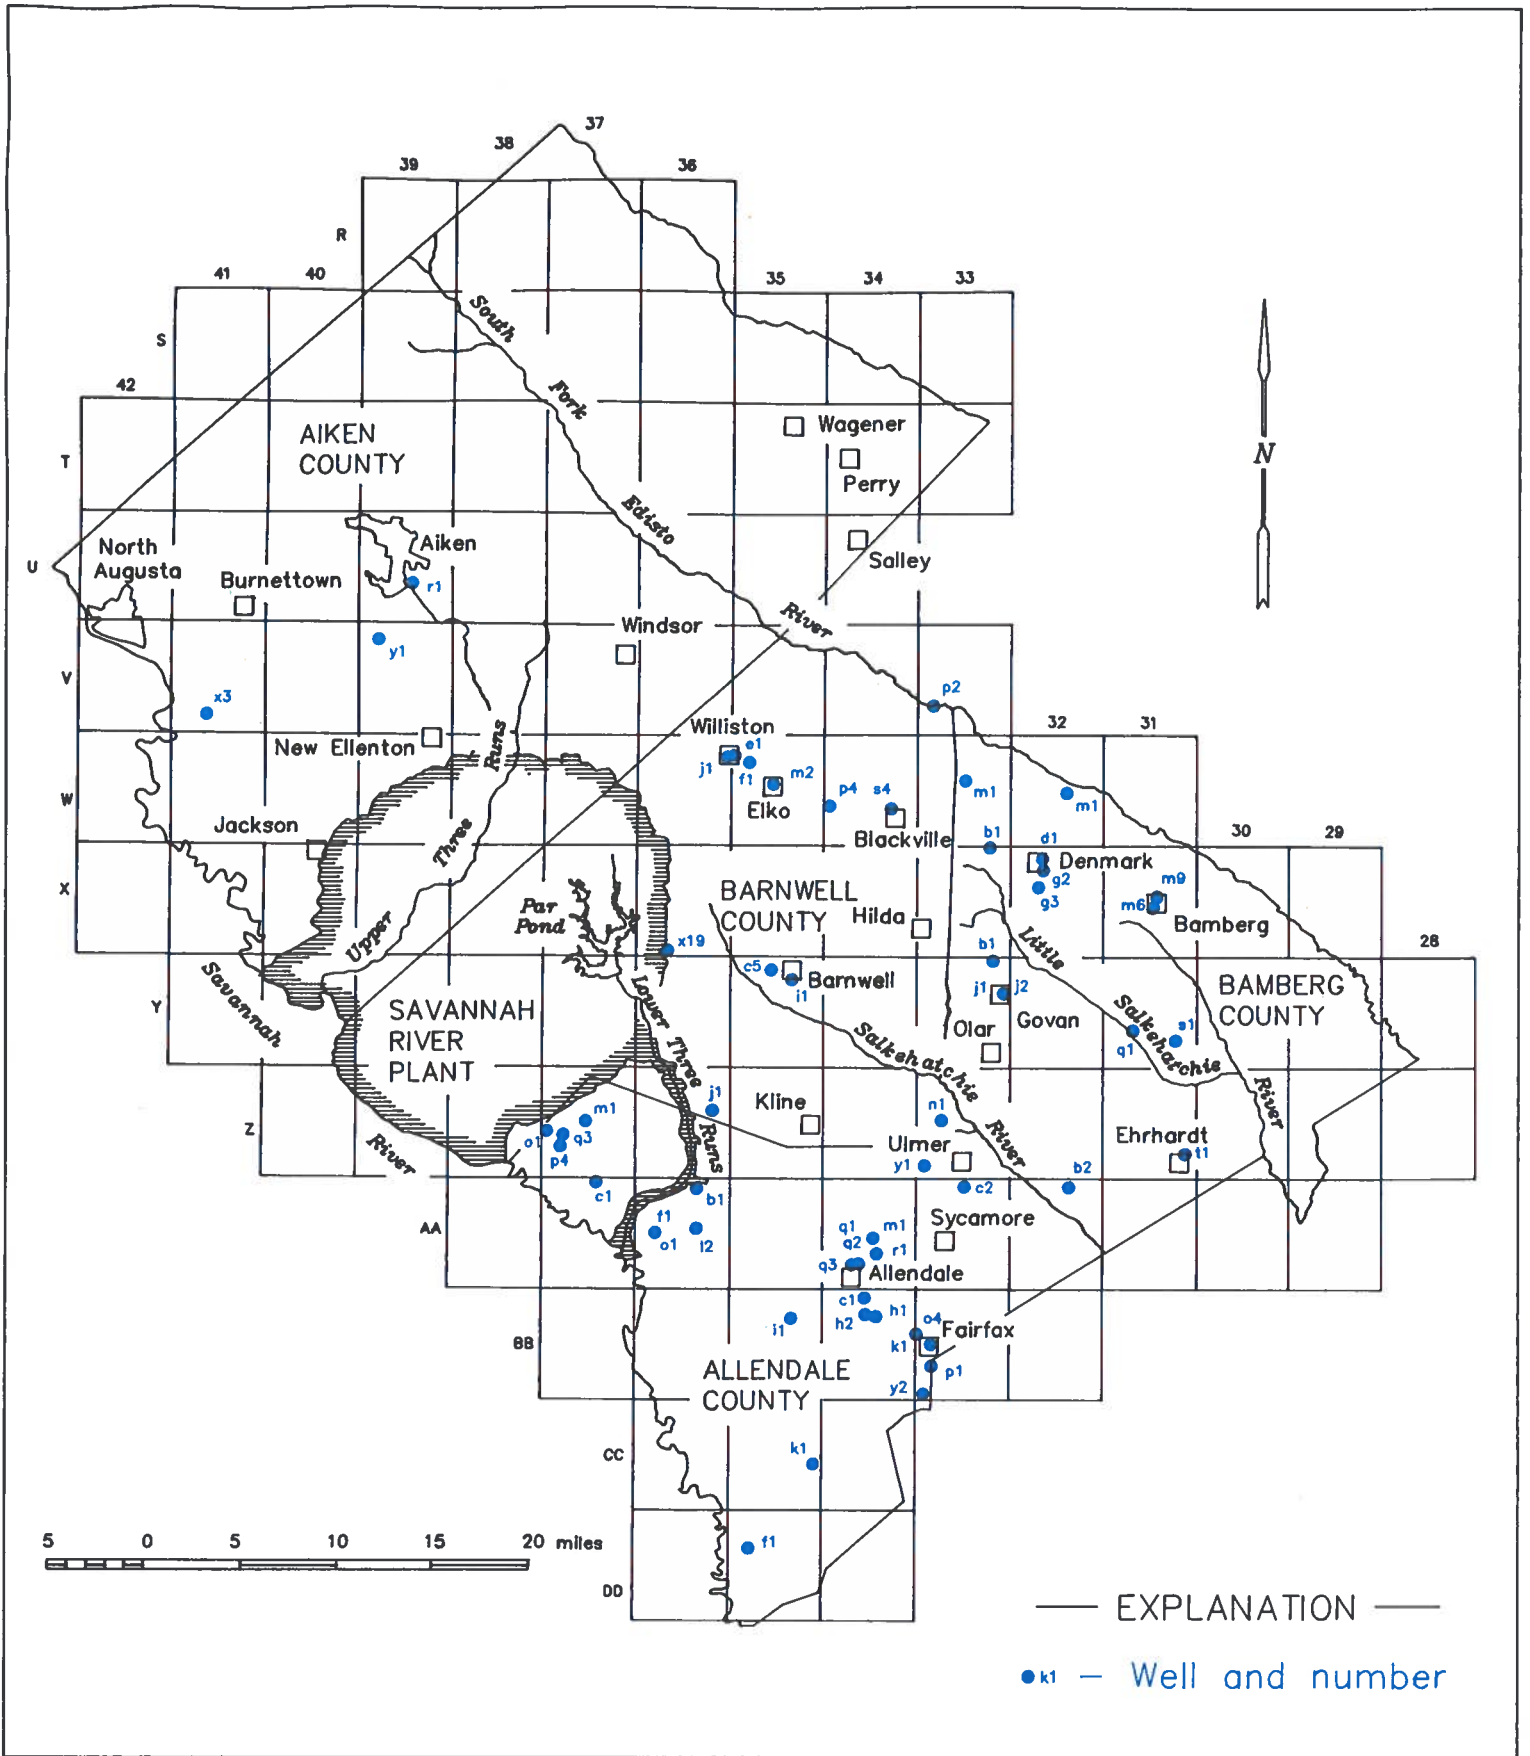 37
38
39
36
R
41
40
35
34
33
South
S
42
Fork
Wagener
AIKEN
COUNTY
T
Perry
N
Edisto
North
Augusta
Aiken
Salley
U
Burnettown
r1
River
Windsor
y1
V
p2
x3
32
31
Williston
Runs
New Ellenton
e1
j1
f1
m2
W
p4
s4
m1
m1
Elko
Jackson
Three
Blackville
b1
d1
30
29
Denmark
X
BARNWELL
COUNTY
g2
m9
Par
Pond
g3
m6
Hilda
Bamberg
Upper
x19
b1
Little
28
c5
Barnwell
i1
Savannah
Lower
j1
j2
BAMBERG
COUNTY
Y
SAVANNAH
RIVER
PLANT
Olar
Govan
Salkehatchie
s1
q1
Salkehatchie
Three
Kline
j1
n1
River
m1
Z
o1
q3
p4
Runs
River
Ulmer
River
Ehrhardt
t1
y1
c1
b1
c2
b2
AA
f1
o1
l2
q1
m1
q2
r1
q3
Sycamore
Allendale
c1
h1
h2
i1
o4
Fairfax
BB
k1
p1
ALLENDALE
COUNTY
y2
CC
k1
5 0 5 10 15 20 miles
f1
DD
EXPLANATION
k1 — Well and number